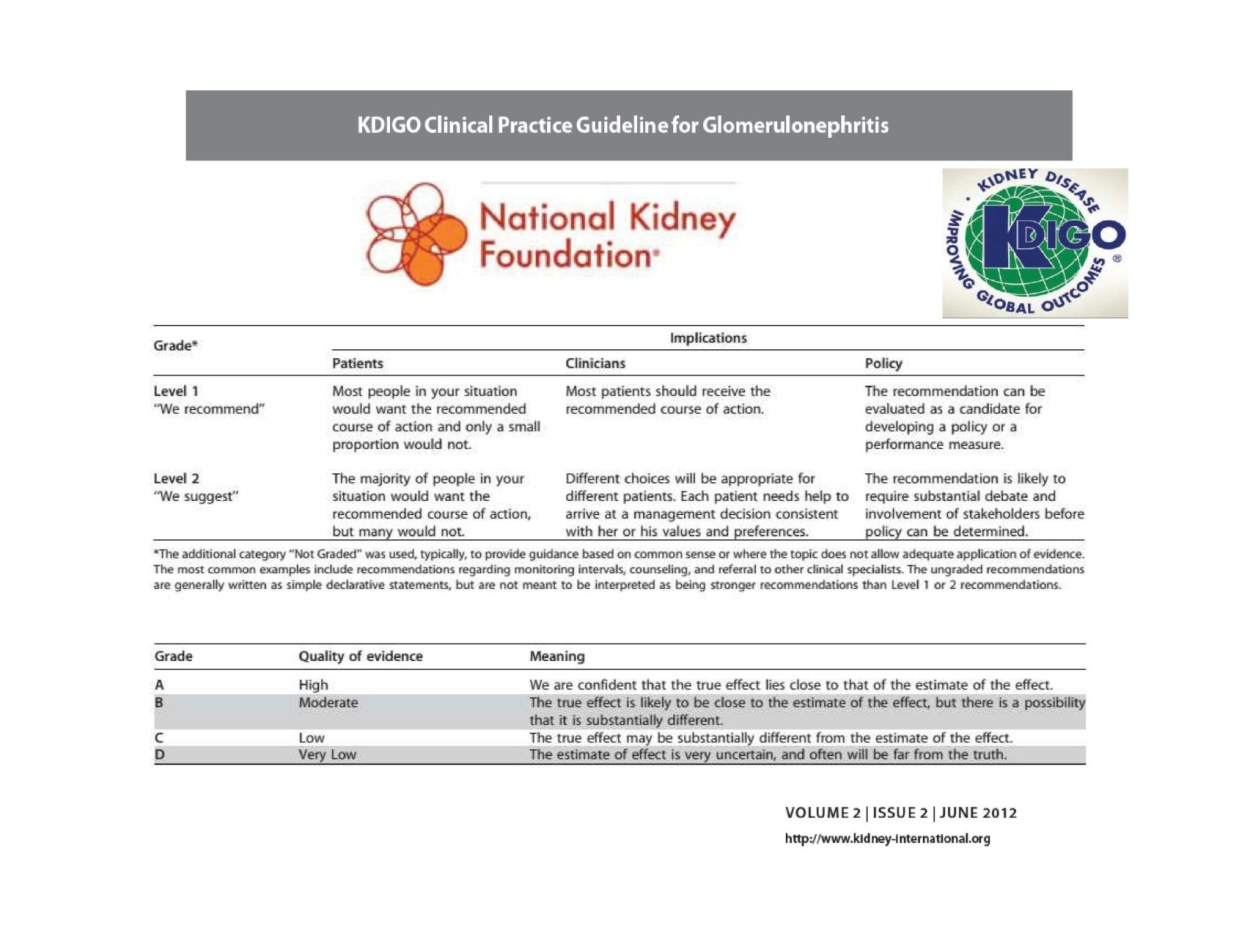 KDIGO Clinical Practice Guideline for Glomerulonephritis
National Kidney
Foundation®
· KIDNEY DISEASE
IMPROVING GLOBAL OUTCOMES
KDIGO ®
Grade*
Implications
Patients
Clinicians
Policy
Level 1
"We recommend"
Most people in your situation
would want the recommended
course of action and only a small
proportion would not.
Most patients should receive the
recommended course of action.
The recommendation can be
evaluated as a candidate for
developing a policy or a
performance measure.
Level 2
"We suggest"
The majority of people in your
situation would want the
recommended course of action,
but many would not.
Different choices will be appropriate for
different patients. Each patient needs help to
arrive at a management decision consistent
with her or his values and preferences.
The recommendation is likely to
require substantial debate and
involvement of stakeholders before
policy can be determined.
*The additional category "Not Graded" was used, typically, to provide guidance based on common sense or where the topic does not allow adequate application of evidence.
The most common examples include recommendations regarding monitoring intervals, counseling, and referral to other clinical specialists. The ungraded recommendations
are generally written as simple declarative statements, but are not meant to be interpreted as being stronger recommendations than Level 1 or 2 recommendations.
Grade Quality of evidence Meaning
A High We are confident that the true effect lies close to that of the estimate of the effect.
B Moderate The true effect is likely to be close to the estimate of the effect, but there is a possibility
that it is substantially different.
C Low The true effect may be substantially different from the estimate of the effect.
D Very Low The estimate of effect is very uncertain, and often will be far from the truth.
VOLUME 2 | ISSUE 2 | JUNE 2012
http://www.kidney-international.org